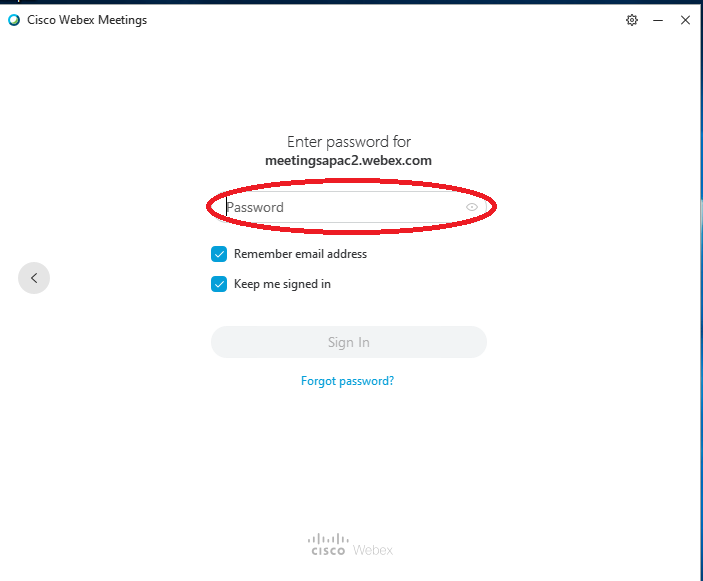 Cisco Webex Meetings
Enter password for
meetingsapac2.webex.com
Password
Remember email address
Keep me signed in
Sign In
Forgot password?
cisco Webex